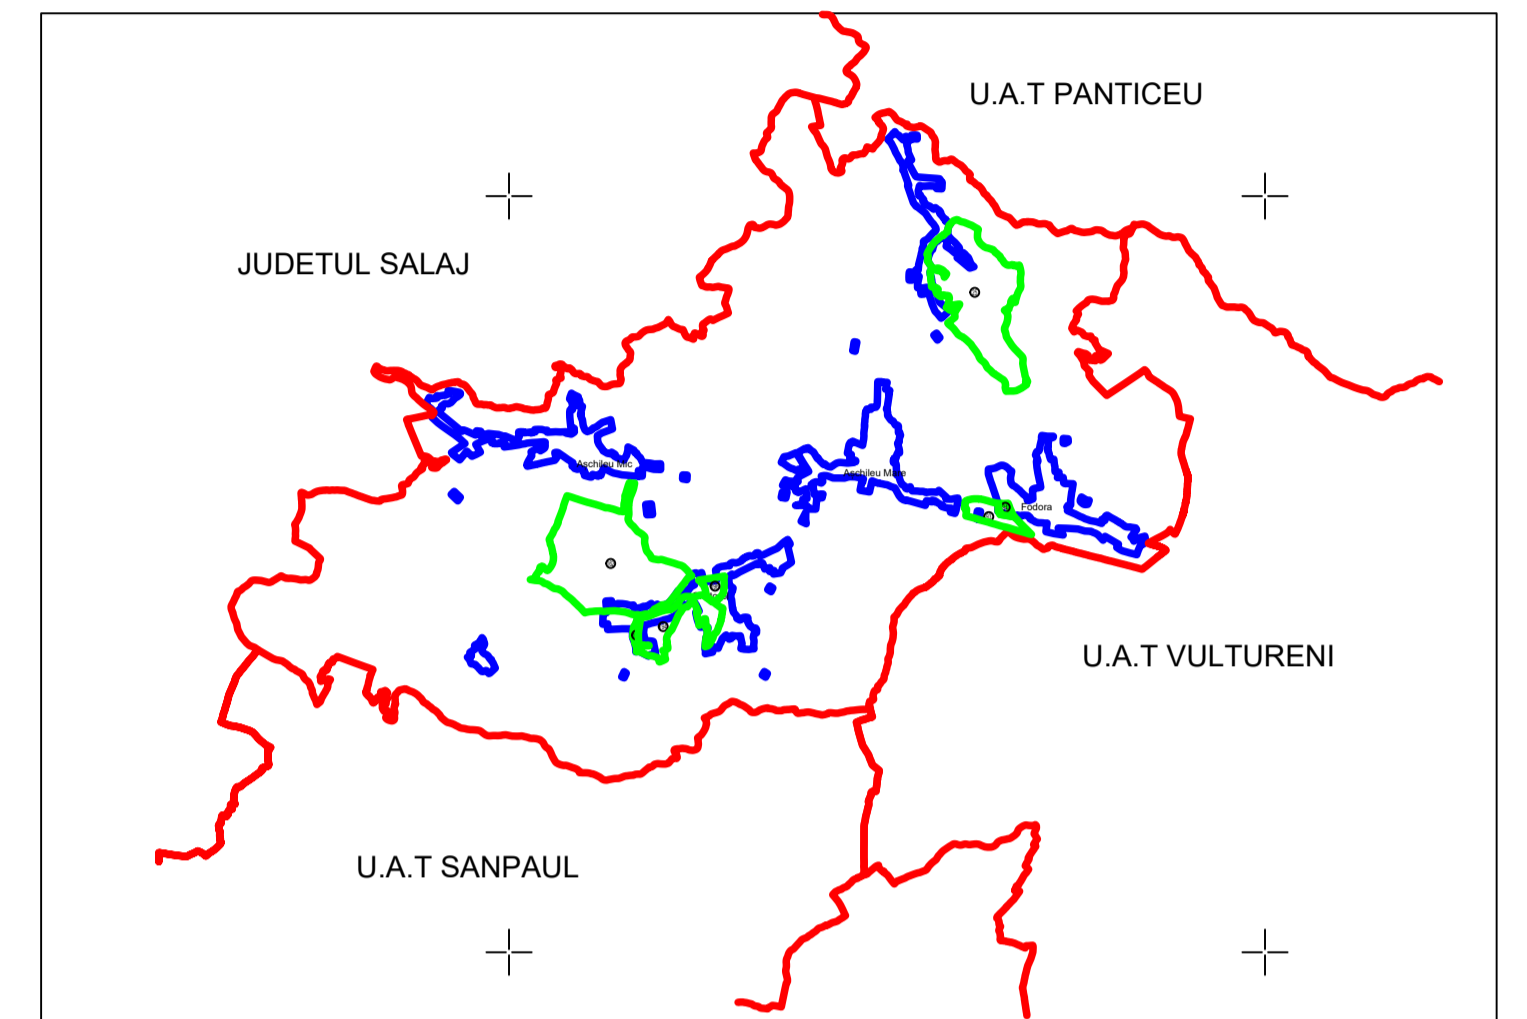 U.A.T PANTICEU
JUDETUL SALAJ
Aschileu Mic
Aschileu Mare
Fodora
U.A.T VULTURENI
U.A.T SANPAUL